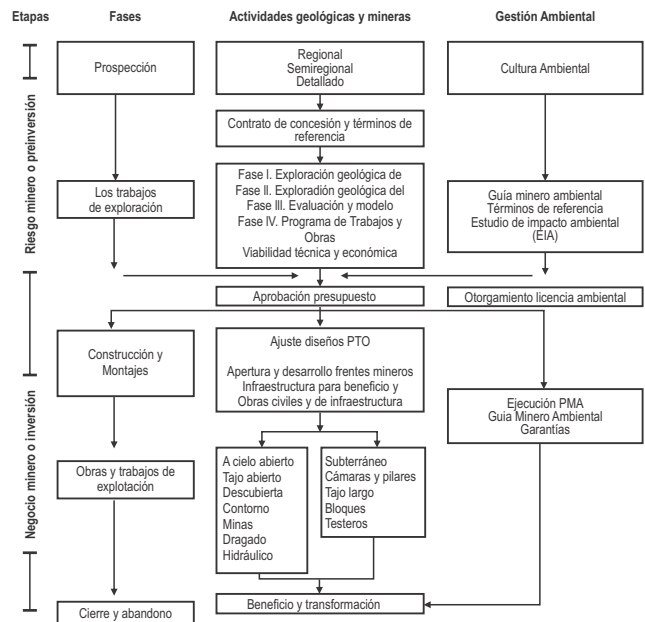 Etapas
Fases
Actividades geológicas y mineras
Gestión Ambiental
Riesgo minero o preinversión
Negocio minero o inversión
Prospección
Regional
Semiregional
Detallado
Cultura Ambiental
Contrato de concesión y términos de
referencia
Los trabajos
de exploración
Fase I. Exploración geológica de
Fase II. Exploradión geológica del
Fase III. Evaluación y modelo
Fase IV. Programa de Trabajos y
Obras
Viabilidad técnica y económica
Guía minero ambiental
Términos de referencia
Estudio de impacto ambiental
(EIA)
Aprobación presupuesto
Otorgamiento licencia ambiental
Construcción y
Montajes
Ajuste diseños PTO
Apertura y desarrollo frentes mineros
Infraestructura para beneficio y
Obras civiles y de infraestructura
Ejecución PMA
Guia Minero Ambiental
Garantías
Obras y trabajos de
explotación
A cielo abierto
Tajo abierto
Descubierta
Contorno
Minas
Dragado
Hidráulico
Subterráneo
Cámaras y pilares
Tajo largo
Bloques
Testeros
Cierre y abandono
Beneficio y transformación